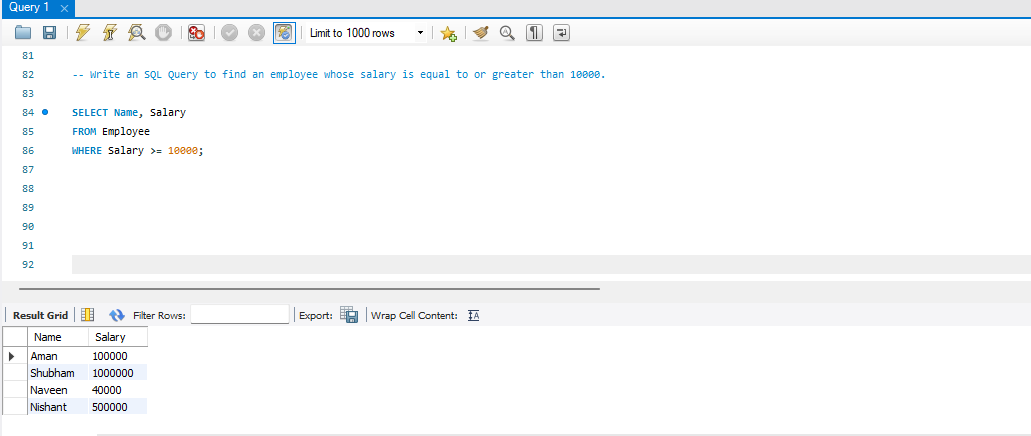 Query 1
Limit to 1000 rows
81
82 -- Write an SQL Query to find an employee whose salary is equal to or greater than 10000.
83
84 SELECT Name, Salary
85 FROM Employee
86 WHERE Salary >= 10000;
87
88
89
90
91
92
Result Grid Filter Rows: Export: Wrap Cell Content:
Name Salary
Aman 100000
Shubham 1000000
Naveen 40000
Nishant 500000